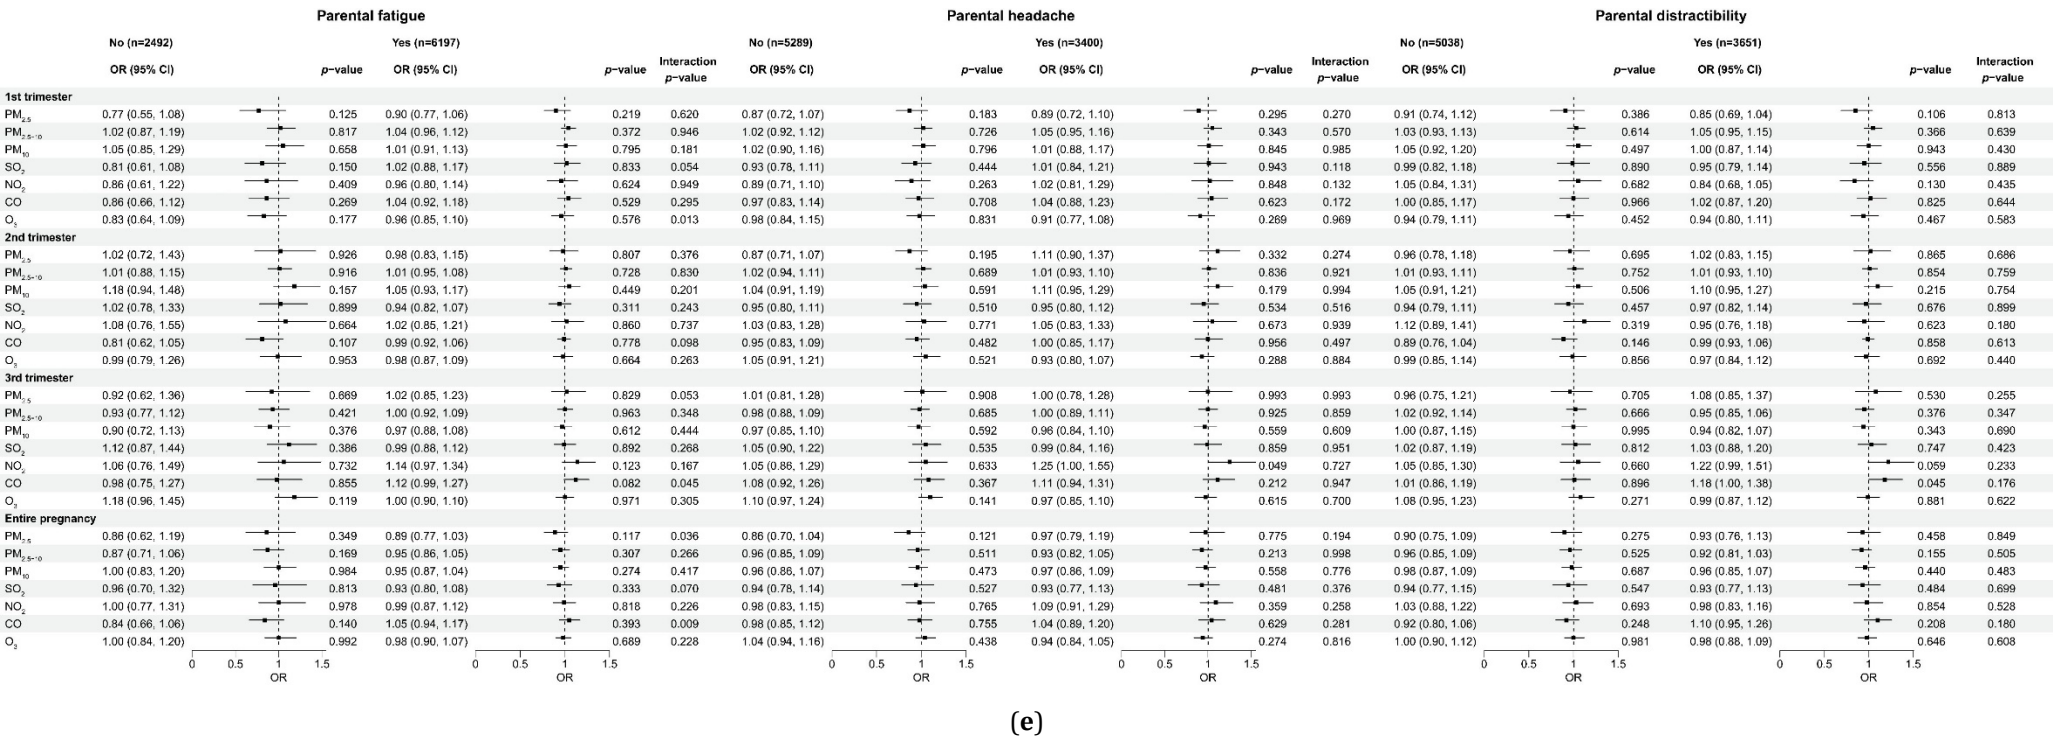 Parental fatigue Parental headache Parental distractibility
No (n=2492) Yes (n=6197) No (n=5289) Yes (n=3400) No (n=5038) Yes (n=3651)
OR (95% CI) p−value OR (95% CI) p−value Interaction p−value OR (95% CI) p−value OR (95% CI) p−value Interaction p−value OR (95% CI) p−value OR (95% CI) p−value Interaction p−value
1st trimester
PM2.5 0.77 (0.55, 1.08) 0.125 0.90 (0.77, 1.06) 0.219 0.620 0.87 (0.72, 1.07) 0.183 0.89 (0.72, 1.10) 0.295 0.270 0.91 (0.74, 1.12) 0.386 0.85 (0.69, 1.04) 0.106 0.813
PM2.5−10 1.02 (0.87, 1.19) 0.817 1.04 (0.96, 1.12) 0.372 0.946 1.02 (0.92, 1.12) 0.726 1.05 (0.95, 1.16) 0.343 0.570 1.03 (0.93, 1.13) 0.614 1.05 (0.95, 1.15) 0.366 0.639
PM10 1.05 (0.85, 1.29) 0.658 1.01 (0.91, 1.13) 0.795 0.181 1.02 (0.90, 1.16) 0.796 1.01 (0.88, 1.17) 0.845 0.985 1.05 (0.92, 1.20) 0.497 1.00 (0.87, 1.14) 0.943 0.430
SO2 0.81 (0.61, 1.08) 0.150 1.02 (0.88, 1.17) 0.833 0.054 0.93 (0.78, 1.11) 0.444 1.01 (0.84, 1.21) 0.943 0.118 0.99 (0.82, 1.18) 0.890 0.95 (0.79, 1.14) 0.556 0.889
NO2 0.86 (0.61, 1.22) 0.409 0.96 (0.80, 1.14) 0.624 0.949 0.89 (0.71, 1.10) 0.263 1.02 (0.81, 1.29) 0.848 0.132 1.05 (0.84, 1.31) 0.682 0.84 (0.68, 1.05) 0.130 0.435
CO 0.86 (0.66, 1.12) 0.269 1.04 (0.92, 1.18) 0.529 0.295 0.97 (0.83, 1.14) 0.708 1.04 (0.88, 1.23) 0.623 0.172 1.00 (0.85, 1.17) 0.966 1.02 (0.87, 1.20) 0.825 0.644
O3 0.83 (0.64, 1.09) 0.177 0.96 (0.85, 1.10) 0.576 0.013 0.98 (0.84, 1.15) 0.831 0.91 (0.77, 1.08) 0.269 0.969 0.94 (0.79, 1.11) 0.452 0.94 (0.80, 1.11) 0.467 0.583
2nd trimester
PM2.5 1.02 (0.72, 1.43) 0.926 0.98 (0.83, 1.15) 0.807 0.376 0.87 (0.71, 1.07) 0.195 1.11 (0.90, 1.37) 0.332 0.274 0.96 (0.78, 1.18) 0.695 1.02 (0.83, 1.15) 0.865 0.686
PM2.5−10 1.01 (0.88, 1.15) 0.916 1.01 (0.95, 1.08) 0.728 0.830 1.02 (0.94, 1.11) 0.689 1.01 (0.93, 1.10) 0.836 0.921 1.01 (0.93, 1.11) 0.752 1.01 (0.93, 1.10) 0.854 0.759
PM10 1.18 (0.94, 1.48) 0.157 1.05 (0.93, 1.17) 0.449 0.201 1.04 (0.91, 1.19) 0.591 1.11 (0.95, 1.29) 0.179 0.994 1.05 (0.91, 1.21) 0.506 1.10 (0.95, 1.27) 0.215 0.754
SO2 1.02 (0.78, 1.33) 0.899 0.94 (0.82, 1.07) 0.311 0.243 0.95 (0.80, 1.11) 0.510 0.95 (0.80, 1.12) 0.534 0.516 0.94 (0.79, 1.11) 0.457 0.97 (0.82, 1.14) 0.676 0.899
NO2 1.08 (0.76, 1.55) 0.664 1.02 (0.85, 1.21) 0.860 0.737 1.03 (0.83, 1.28) 0.771 1.05 (0.83, 1.33) 0.673 0.939 1.12 (0.89, 1.41) 0.319 0.95 (0.76, 1.18) 0.623 0.180
CO 0.81 (0.62, 1.05) 0.107 0.99 (0.92, 1.06) 0.778 0.098 0.95 (0.83, 1.09) 0.482 1.00 (0.85, 1.17) 0.956 0.497 0.89 (0.76, 1.04) 0.146 0.99 (0.93, 1.06) 0.858 0.613
O3 0.99 (0.79, 1.26) 0.953 0.98 (0.87, 1.09) 0.664 0.263 1.05 (0.91, 1.21) 0.521 0.93 (0.80, 1.07) 0.288 0.884 0.99 (0.85, 1.14) 0.856 0.97 (0.84, 1.12) 0.692 0.440
3rd trimester
PM2.5 0.92 (0.62, 1.36) 0.669 1.02 (0.85, 1.23) 0.829 0.053 1.01 (0.81, 1.28) 0.908 1.00 (0.78, 1.28) 0.993 0.993 0.96 (0.75, 1.21) 0.705 1.08 (0.85, 1.37) 0.530 0.255
PM2.5−10 0.93 (0.77, 1.12) 0.421 1.00 (0.92, 1.09) 0.963 0.348 0.98 (0.88, 1.09) 0.685 1.00 (0.89, 1.11) 0.925 0.859 1.02 (0.92, 1.14) 0.666 0.95 (0.85, 1.06) 0.376 0.347
PM10 0.90 (0.72, 1.13) 0.376 0.97 (0.88, 1.08) 0.612 0.444 0.97 (0.85, 1.10) 0.592 0.96 (0.84, 1.10) 0.559 0.609 1.00 (0.87, 1.15) 0.995 0.94 (0.82, 1.07) 0.343 0.690
SO2 1.12 (0.87, 1.44) 0.386 0.99 (0.88, 1.12) 0.892 0.268 1.05 (0.90, 1.22) 0.535 0.99 (0.84, 1.16) 0.859 0.951 1.02 (0.87, 1.19) 0.812 1.03 (0.88, 1.20) 0.747 0.423
NO2 1.06 (0.76, 1.49) 0.732 1.14 (0.97, 1.34) 0.123 0.167 1.05 (0.86, 1.29) 0.633 1.25 (1.00, 1.55) 0.049 0.727 1.05 (0.85, 1.30) 0.660 1.22 (0.99, 1.51) 0.059 0.233
CO 0.98 (0.75, 1.27) 0.855 1.12 (0.99, 1.27) 0.082 0.045 1.08 (0.92, 1.26) 0.367 1.11 (0.94, 1.31) 0.212 0.947 1.01 (0.86, 1.19) 0.896 1.18 (1.00, 1.38) 0.045 0.176
O3 1.18 (0.96, 1.45) 0.119 1.00 (0.90, 1.10) 0.971 0.305 1.10 (0.97, 1.24) 0.141 0.97 (0.85, 1.10) 0.615 0.700 1.08 (0.95, 1.23) 0.271 0.99 (0.87, 1.12) 0.881 0.622
Entire pregnancy
PM2.5 0.86 (0.62, 1.19) 0.349 0.89 (0.77, 1.03) 0.117 0.036 0.86 (0.70, 1.04) 0.121 0.97 (0.79, 1.19) 0.775 0.194 0.90 (0.75, 1.09) 0.275 0.93 (0.76, 1.13) 0.458 0.849
PM2.5−10 0.87 (0.71, 1.06) 0.169 0.95 (0.86, 1.05) 0.307 0.266 0.96 (0.85, 1.09) 0.511 0.93 (0.82, 1.05) 0.213 0.998 0.96 (0.85, 1.09) 0.525 0.92 (0.81, 1.03) 0.155 0.505
PM10 1.00 (0.83, 1.20) 0.984 0.95 (0.87, 1.04) 0.274 0.417 0.96 (0.86, 1.07) 0.473 0.97 (0.86, 1.09) 0.558 0.776 0.98 (0.87, 1.09) 0.687 0.96 (0.85, 1.07) 0.440 0.483
SO2 0.96 (0.70, 1.32) 0.813 0.93 (0.80, 1.08) 0.333 0.070 0.94 (0.78, 1.14) 0.527 0.93 (0.77, 1.13) 0.481 0.376 0.94 (0.77, 1.15) 0.547 0.93 (0.77, 1.13) 0.484 0.699
NO2 1.00 (0.77, 1.31) 0.978 0.99 (0.87, 1.12) 0.818 0.226 0.98 (0.83, 1.15) 0.765 1.09 (0.91, 1.29) 0.359 0.258 1.03 (0.88, 1.22) 0.693 0.98 (0.83, 1.16) 0.854 0.528
CO 0.84 (0.66, 1.06) 0.140 1.05 (0.94, 1.17) 0.393 0.009 0.98 (0.85, 1.12) 0.755 1.04 (0.89, 1.20) 0.629 0.281 0.92 (0.80, 1.06) 0.248 1.10 (0.95, 1.26) 0.208 0.180
O3 1.00 (0.84, 1.20) 0.992 0.98 (0.90, 1.07) 0.689 0.228 1.04 (0.94, 1.16) 0.438 0.94 (0.84, 1.05) 0.274 0.816 1.00 (0.90, 1.12) 0.981 0.98 (0.88, 1.09) 0.646 0.608
0 0.5 1 1.5 0 0.5 1 1.5 0 0.5 1 1.5 0 0.5 1 1.5 0 0.5 1 1.5 0 0.5 1 1.5
OR OR OR OR OR OR
(e)